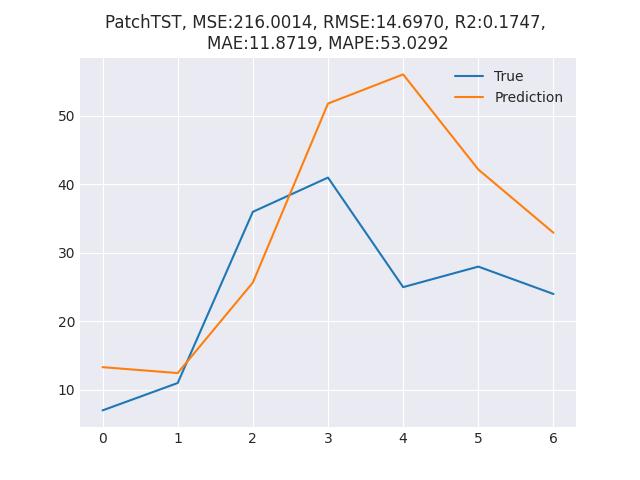 PatchTST, MSE:216.0014, RMSE:14.6970, R2:0.1747,
MAE:11.8719, MAPE:53.0292
True
Prediction
50
40
30
20
10
0 1 2 3 4 5 6